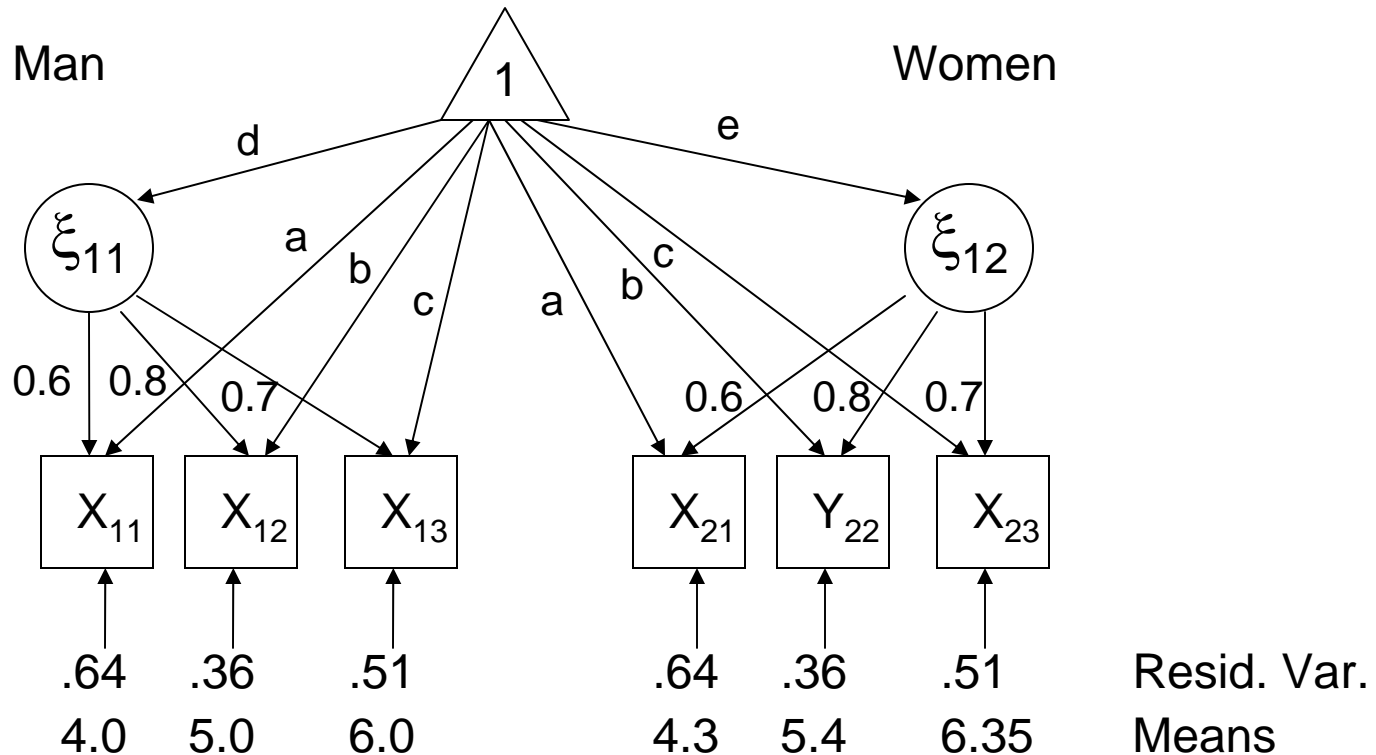 Man
1
Women
d
e
ξ11
ξ12
a
b
c
a
b
c
0.6
0.8
0.7
0.6
0.8
0.7
X11
X12
X13
X21
Y22
X23
.64 .36 .51 .64 .36 .51 Resid. Var.
4.0 5.0 6.0 4.3 5.4 6.35 Means